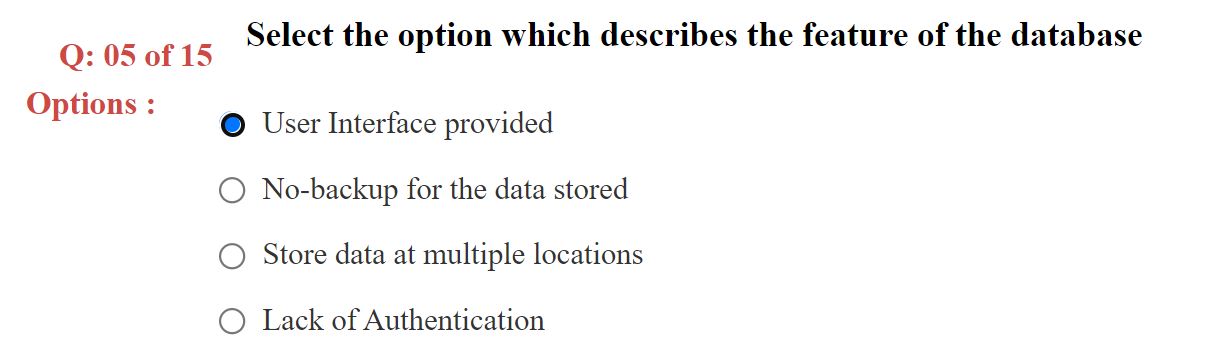 Select the option which describes the feature of the database
Q: 05 of 15
Options :
User Interface provided
No-backup for the data stored
Store data at multiple locations
Lack of Authentication